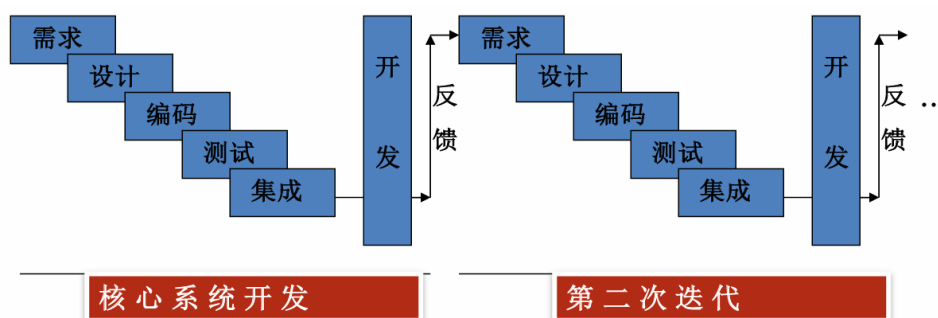 需求
设计
编码
测试
集成
开发
反馈
需求
设计
编码
测试
集成
开发
反馈
..
核心系统开发
第二次迭代